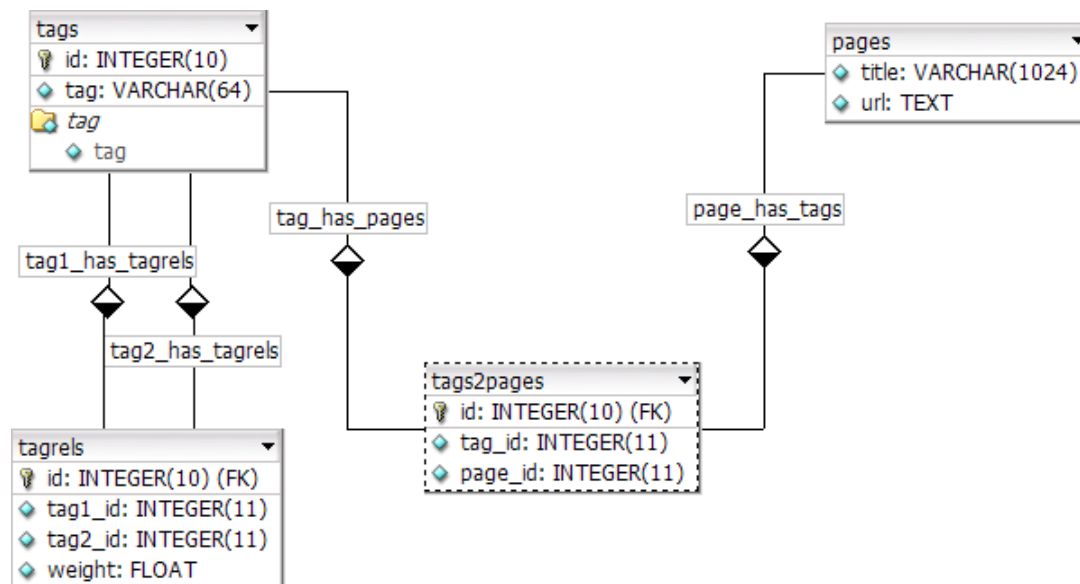 tags
id: INTEGER(10)
tag: VARCHAR(64)
tag
tag
pages
title: VARCHAR(1024)
url: TEXT
tag_has_pages
page_has_tags
tag1_has_tagrels
tag2_has_tagrels
tags2pages
id: INTEGER(10) (FK)
tag_id: INTEGER(11)
page_id: INTEGER(11)
tagrels
id: INTEGER(10) (FK)
tag1_id: INTEGER(11)
tag2_id: INTEGER(11)
weight: FLOAT